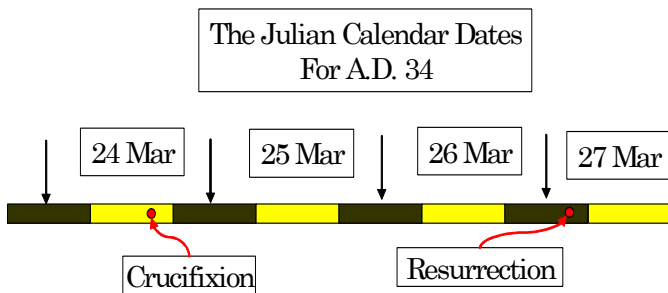 The Julian Calendar Dates
For A.D. 34
24 Mar
25 Mar
26 Mar
27 Mar
Crucifixion
Resurrection